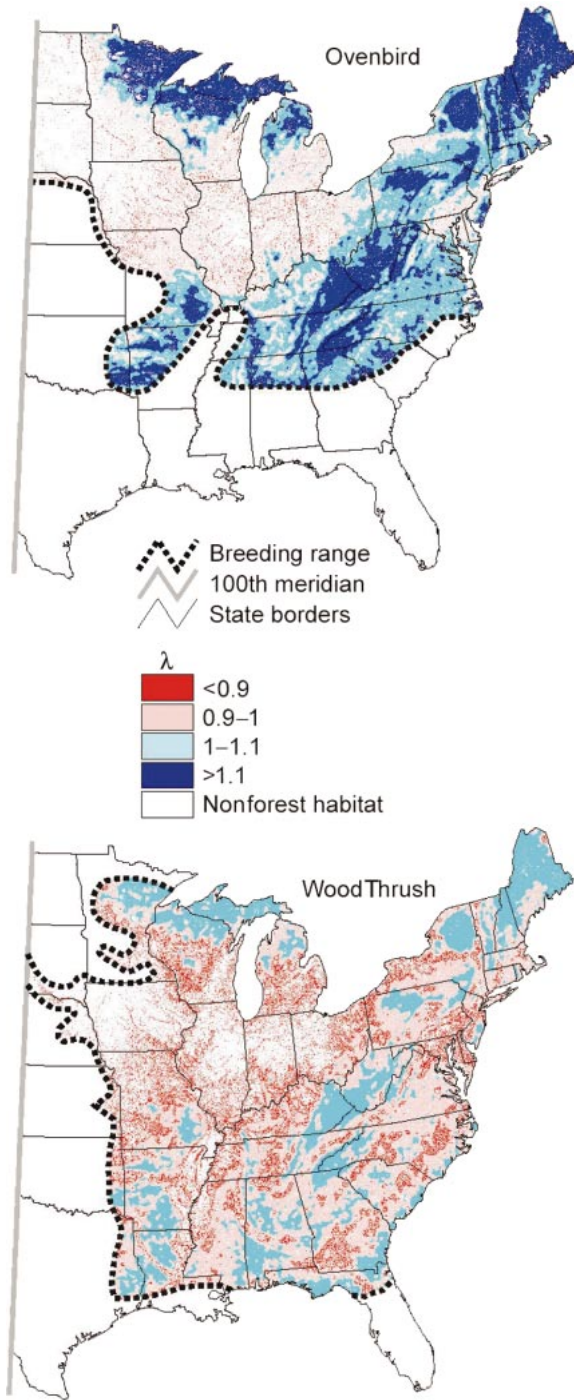 Ovenbird
Breeding range
100th meridian
State borders
λ
<0.9
0.9–1
1–1.1
>1.1
Nonforest habitat
WoodThrush